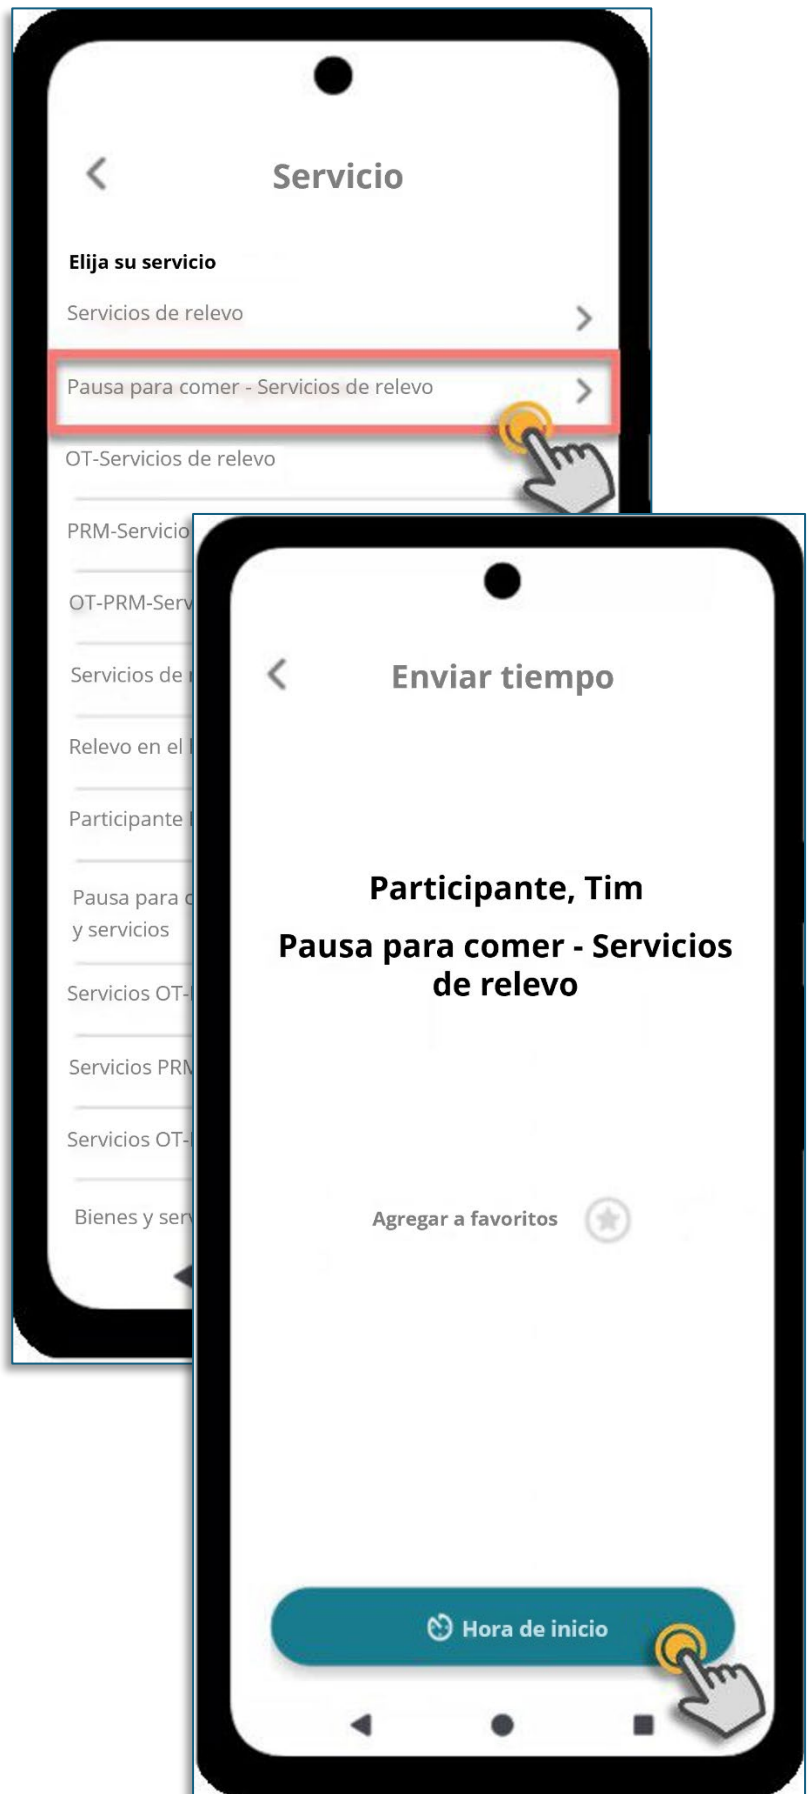 Servicio
Elija su servicio
Servicios de relevo
Pausa para comer - Servicios de relevo
OT-Servicios de relevo
PRM-Servicio
OT-PRM-Serv
Servicios de
Relevo en el
Participante
Pausa para
y servicios
Servicios OT-
Servicios PRM
Servicios OT-
Bienes y serv
Enviar tiempo
Participante, Tim
Pausa para comer - Servicios
de relevo
Agregar a favoritos
Hora de inicio